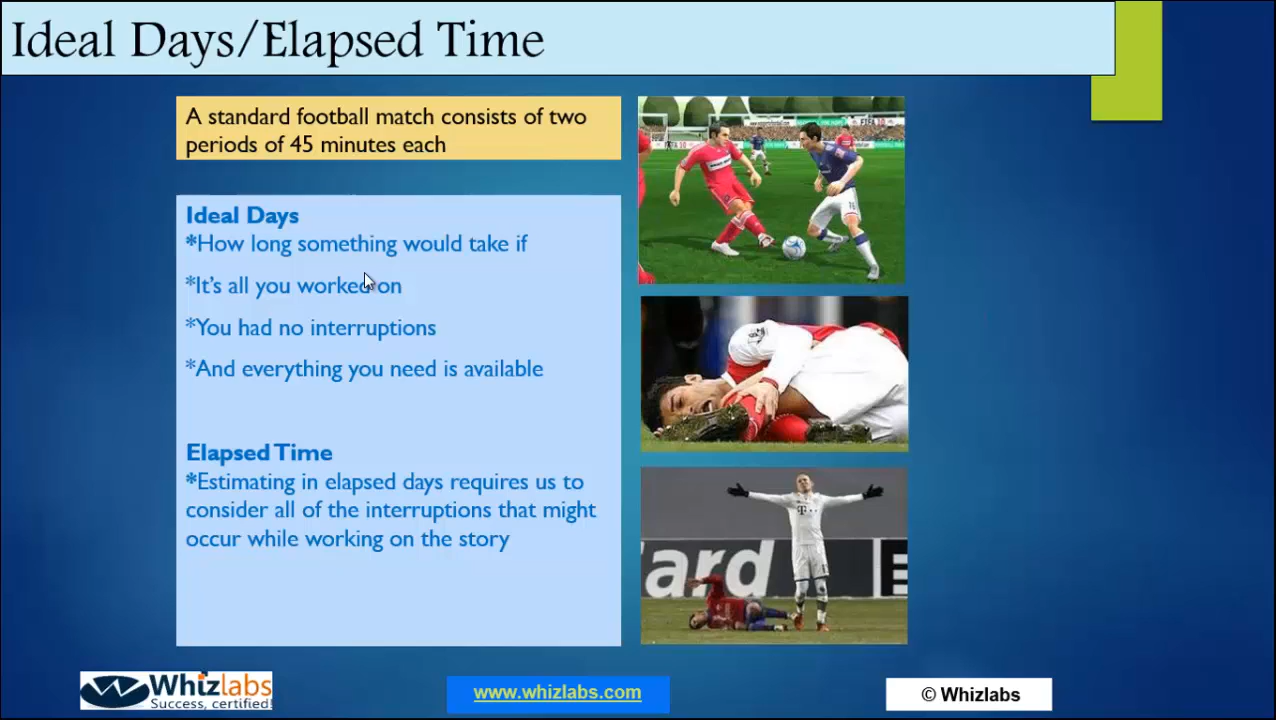 Ideal Days/Elapsed Time
A standard football match consists of two
periods of 45 minutes each
Ideal Days
*How long something would take if
*It's all you worked on
*You had no interruptions
*And everything you need is available
Elapsed Time
*Estimating in elapsed days requires us to
consider all of the interruptions that might
occur while working on the story
FIFA 10
ard
T
Whizlabs
Success, certified!
www.whizlabs.com
© Whizlabs